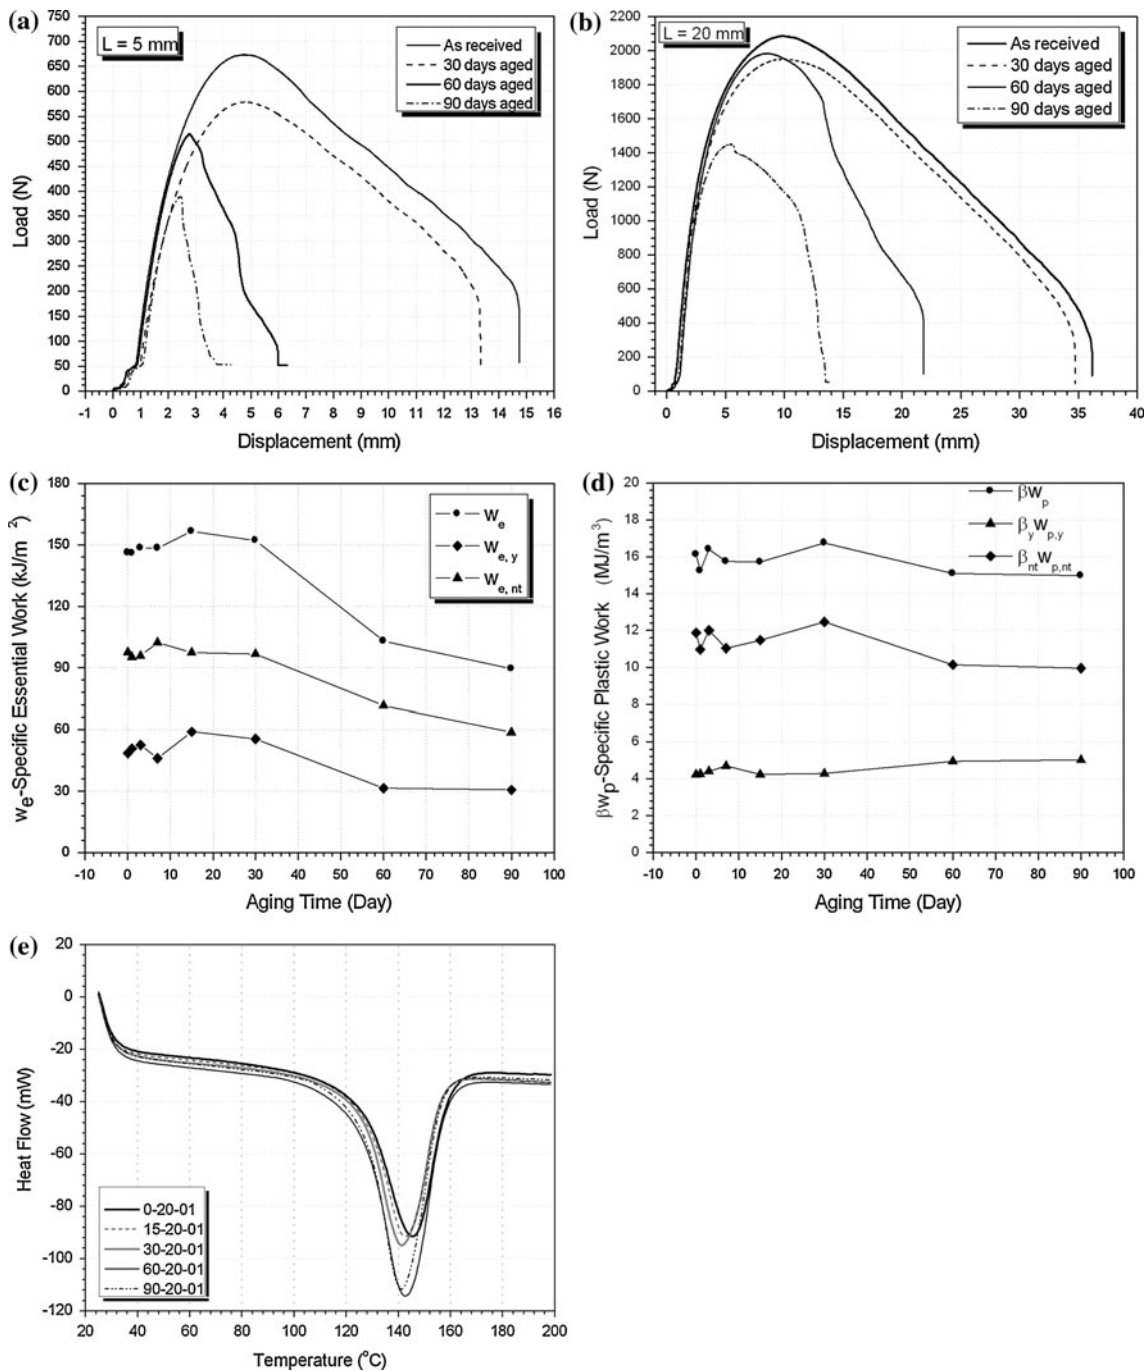 (a)
L = 5 mm
As received
30 days aged
60 days aged
90 days aged
750
700
650
600
550
500
450
400
350
300
250
200
150
100
50
0
Load (N)
-1 0 1 2 3 4 5 6 7 8 9 10 11 12 13 14 15 16
Displacement (mm)
(b)
L = 20 mm
As received
30 days aged
60 days aged
90 days aged
2200
2000
1800
1600
1400
1200
1000
800
600
400
200
0
Load (N)
0 5 10 15 20 25 30 35 40
Displacement (mm)
(c)
We
We, y
We, nt
180
150
120
90
60
30
0
we-Specific Essential Work (kJ/m2)
-10 0 10 20 30 40 50 60 70 80 90 100
Aging Time (Day)
(d)
βWp
βyWp,y
βntWp,nt
20
18
16
14
12
10
8
6
4
2
0
βwp-Specific Plastic Work (MJ/m3)
-10 0 10 20 30 40 50 60 70 80 90 100
Aging Time (Day)
(e)
20
0
-20
-40
-60
-80
-100
-120
Heat Flow (mW)
0-20-01
15-20-01
30-20-01
60-20-01
90-20-01
20 40 60 80 100 120 140 160 180 200
Temperature (oC)